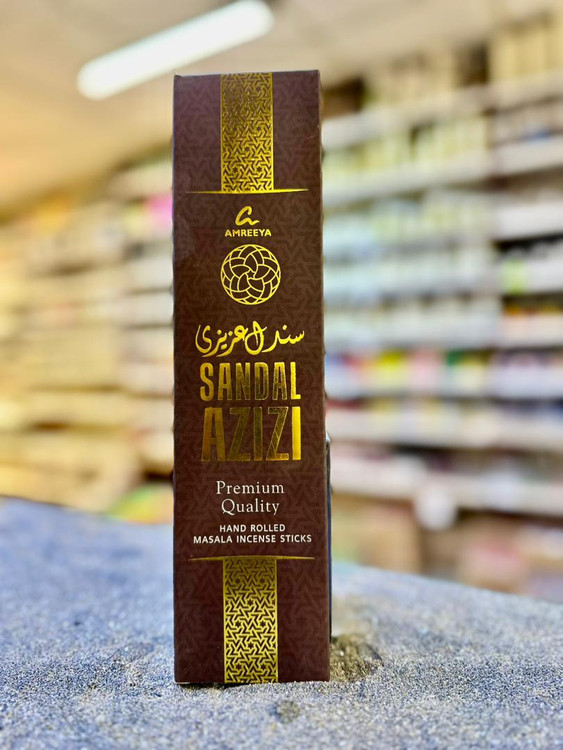 AMREEYA
سندل عزیزی
SANDAL
AZIZI
Premium
Quality
HAND ROLLED
MASALA INCENSE STICKS